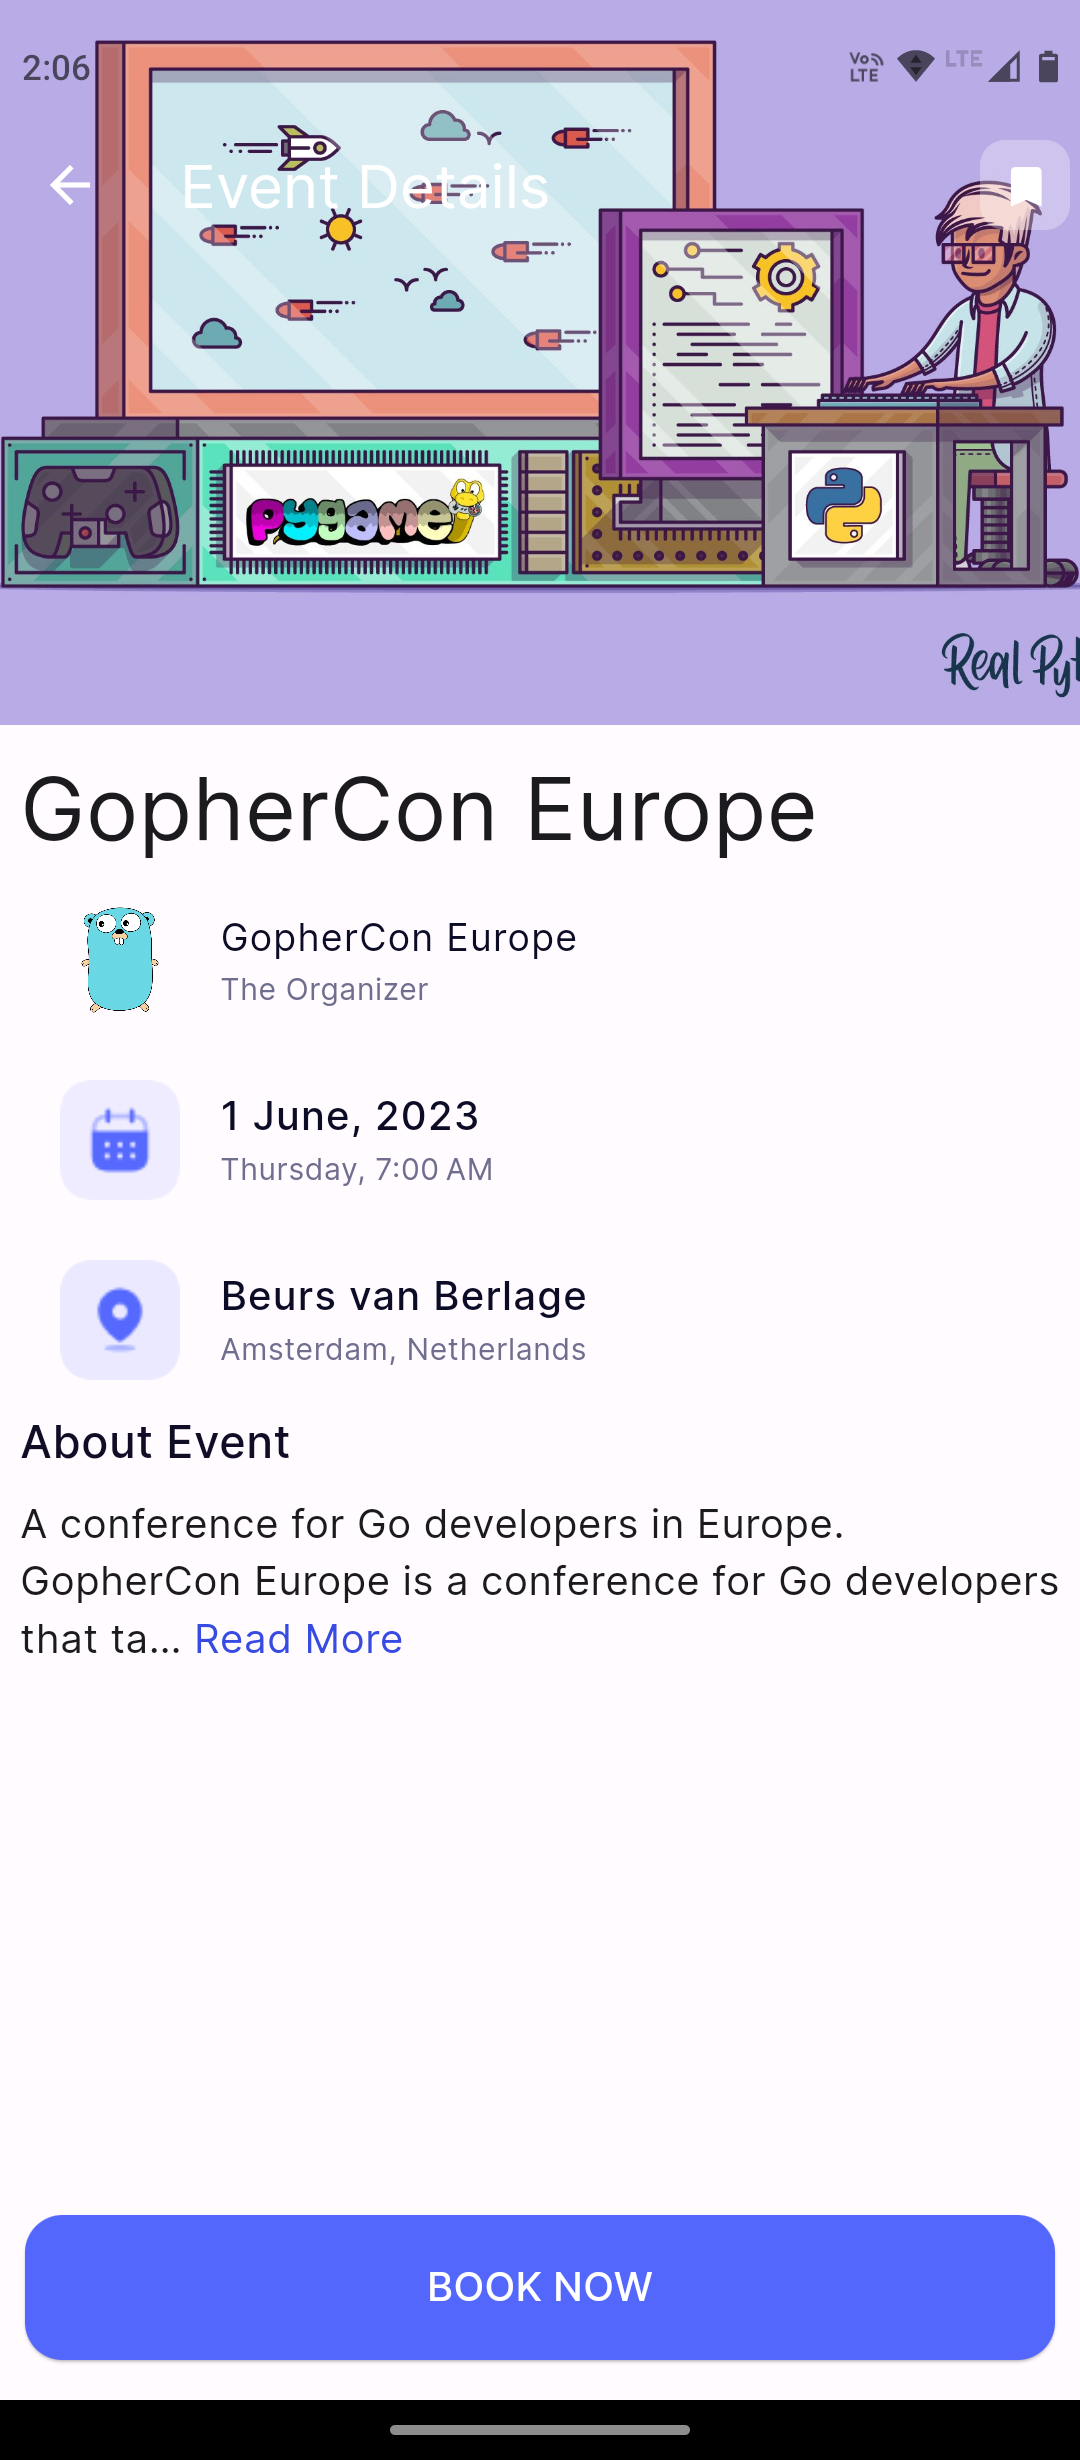 2:06
Vo LTE
LTE
Event Details
pygame
Real Pyt
GopherCon Europe
GopherCon Europe
The Organizer
1 June, 2023
Thursday, 7:00 AM
Beurs van Berlage
Amsterdam, Netherlands
About Event
A conference for Go developers in Europe.
GopherCon Europe is a conference for Go developers
that ta... Read More
BOOK NOW